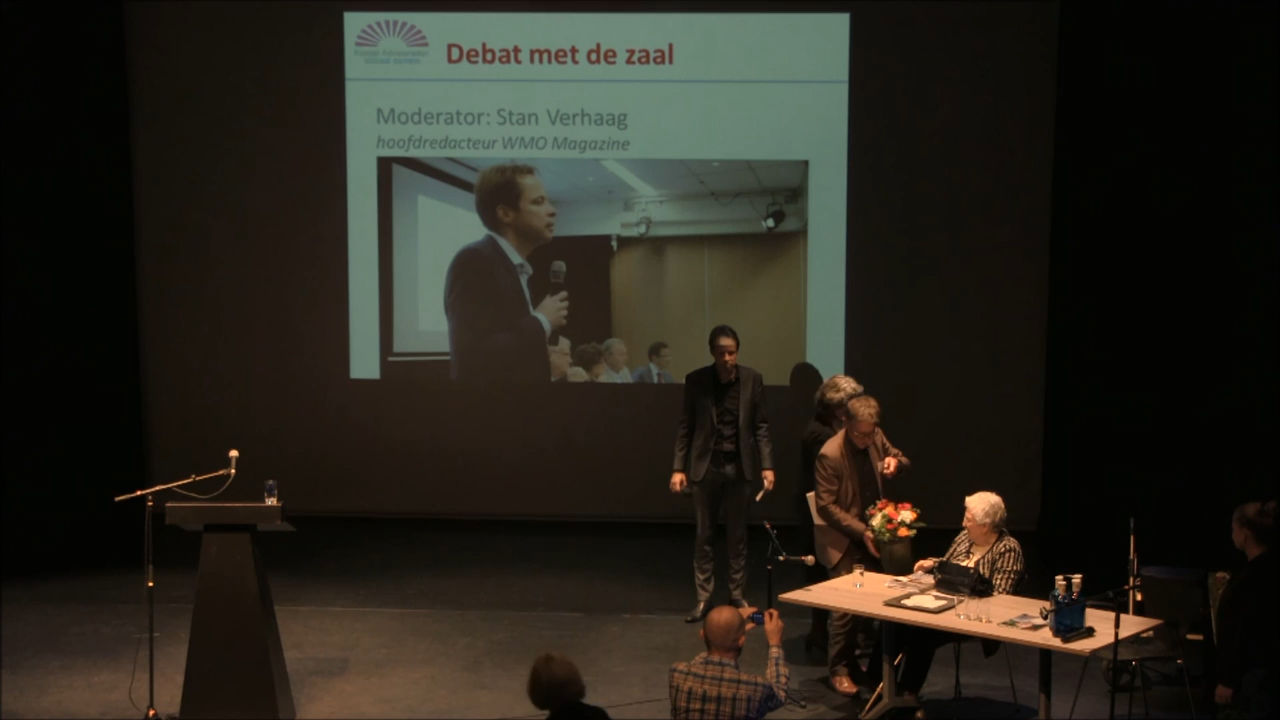 Debat met de zaal
Moderator: Stan Verhaag
hoofdredacteur WMO Magazine